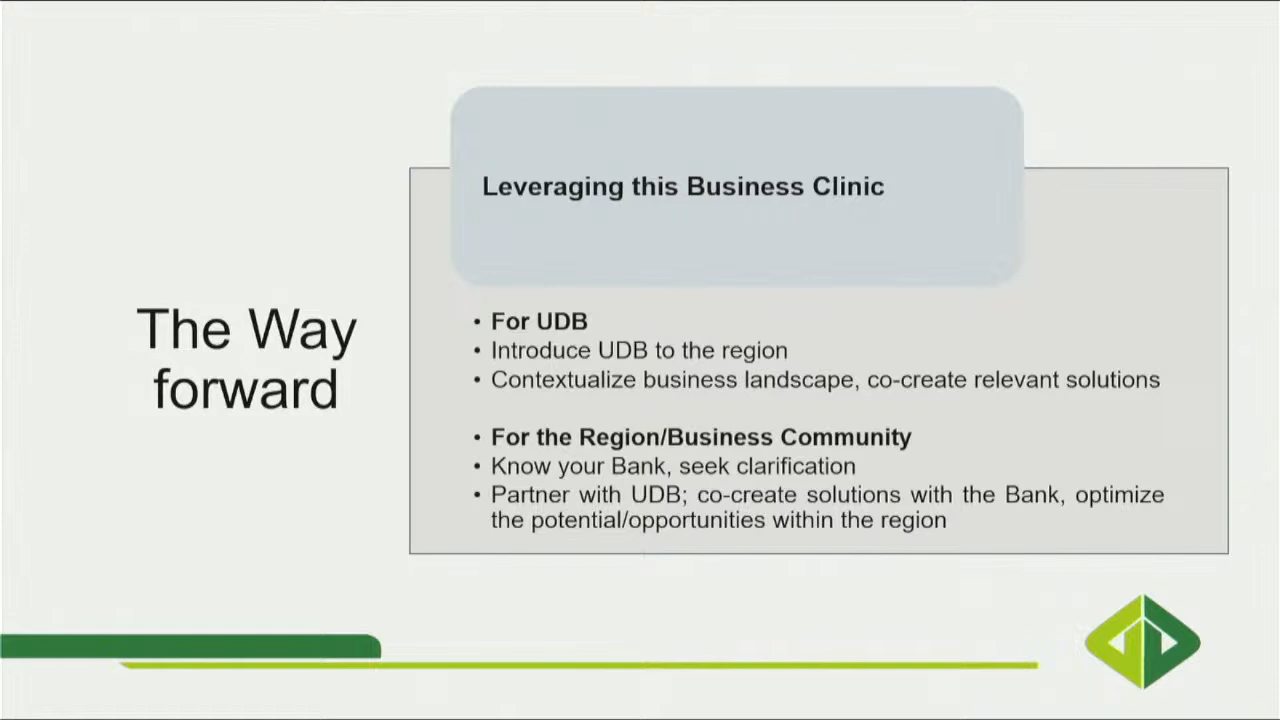 The Way
forward
Leveraging this Business Clinic
• For UDB
• Introduce UDB to the region
• Contextualize business landscape, co-create relevant solutions
• For the Region/Business Community
• Know your Bank, seek clarification
• Partner with UDB; co-create solutions with the Bank, optimize
the potential/opportunities within the region